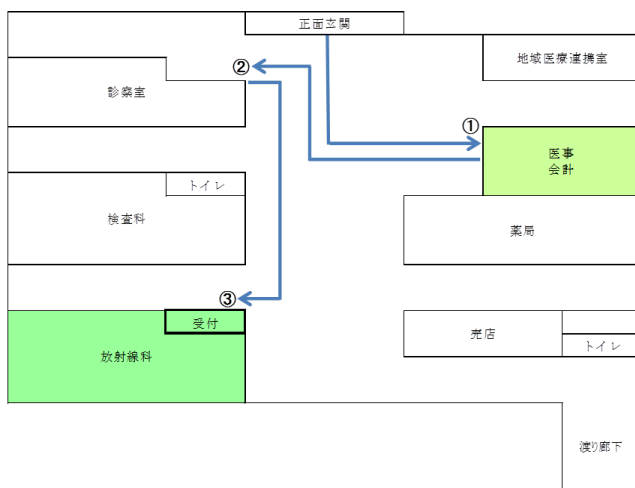 正面玄関
地域医療連携室
②
診察室
①
医事
会計
トイレ
検査科
薬局
③
受付
放射線科
売店
トイレ
渡り廊下